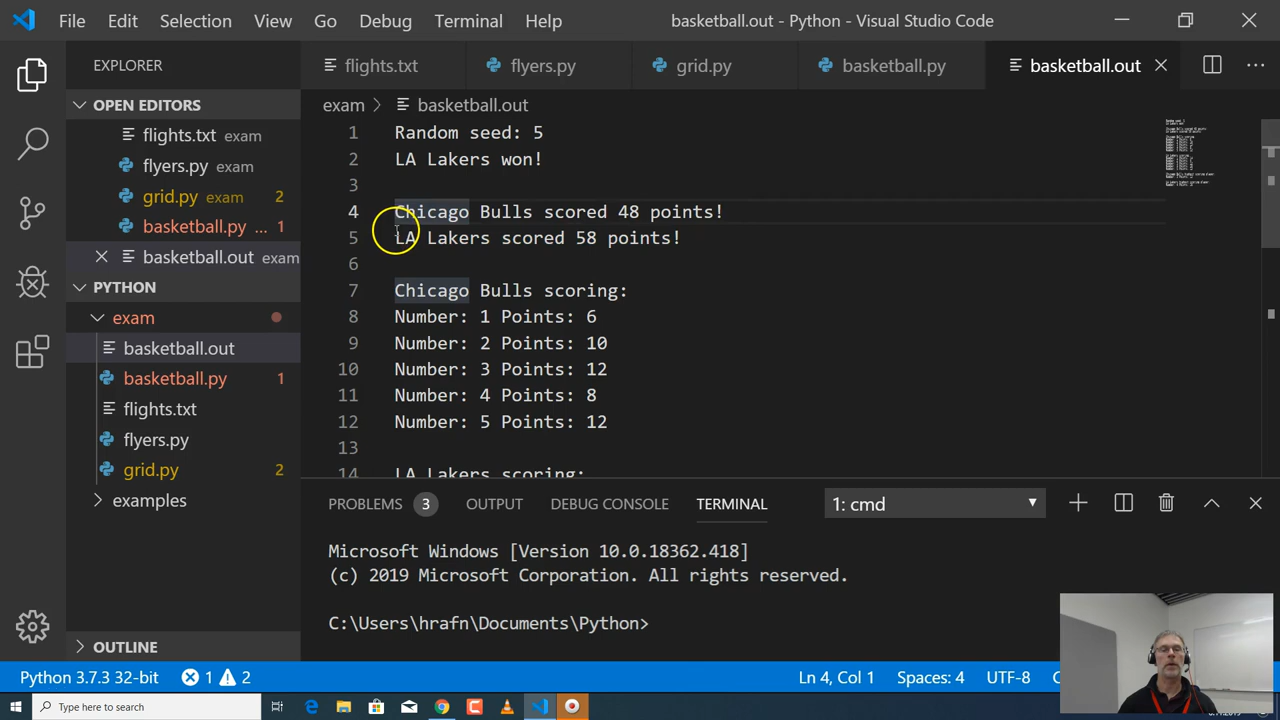 File Edit Selection View Go Debug Terminal Help basketball.out - Python - Visual Studio Code
EXPLORER
flights.txt flyers.py grid.py basketball.py basketball.out
OPEN EDITORS
flights.txt exam
flyers.py exam
grid.py exam 2
basketball.py ... 1
basketball.out exam
PYTHON
exam
basketball.out
basketball.py 1
flights.txt
flyers.py
grid.py 2
examples
OUTLINE
exam > basketball.out
1 Random seed: 5
2 LA Lakers won!
3
4 Chicago Bulls scored 48 points!
5 LA Lakers scored 58 points!
6
7 Chicago Bulls scoring:
8 Number: 1 Points: 6
9 Number: 2 Points: 10
10 Number: 3 Points: 12
11 Number: 4 Points: 8
12 Number: 5 Points: 12
13
14 LA Lakers scoring:
PROBLEMS 3 OUTPUT DEBUG CONSOLE TERMINAL 1: cmd
Microsoft Windows [Version 10.0.18362.418]
(c) 2019 Microsoft Corporation. All rights reserved.
C:\Users\hrafn\Documents\Python>
Python 3.7.3 32-bit 1 2 Ln 4, Col 1 Spaces: 4 UTF-8
Type here to search